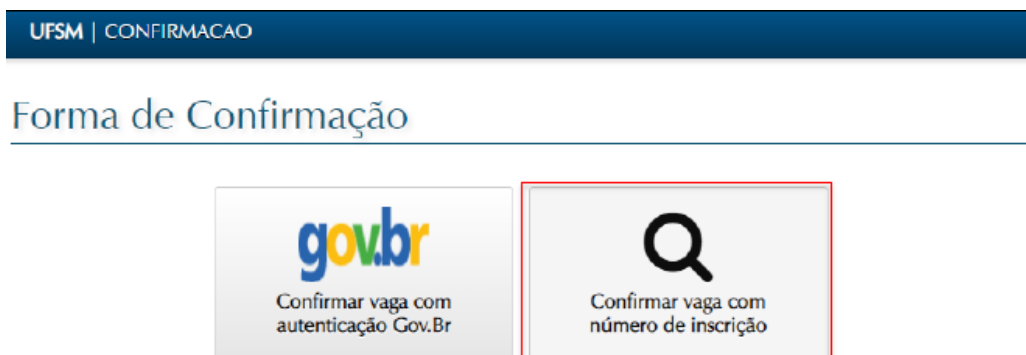 UFSM | CONFIRMACAO
Forma de Confirmação
gov.br
Confirmar vaga com
autenticação Gov.Br
Confirmar vaga com
número de inscrição